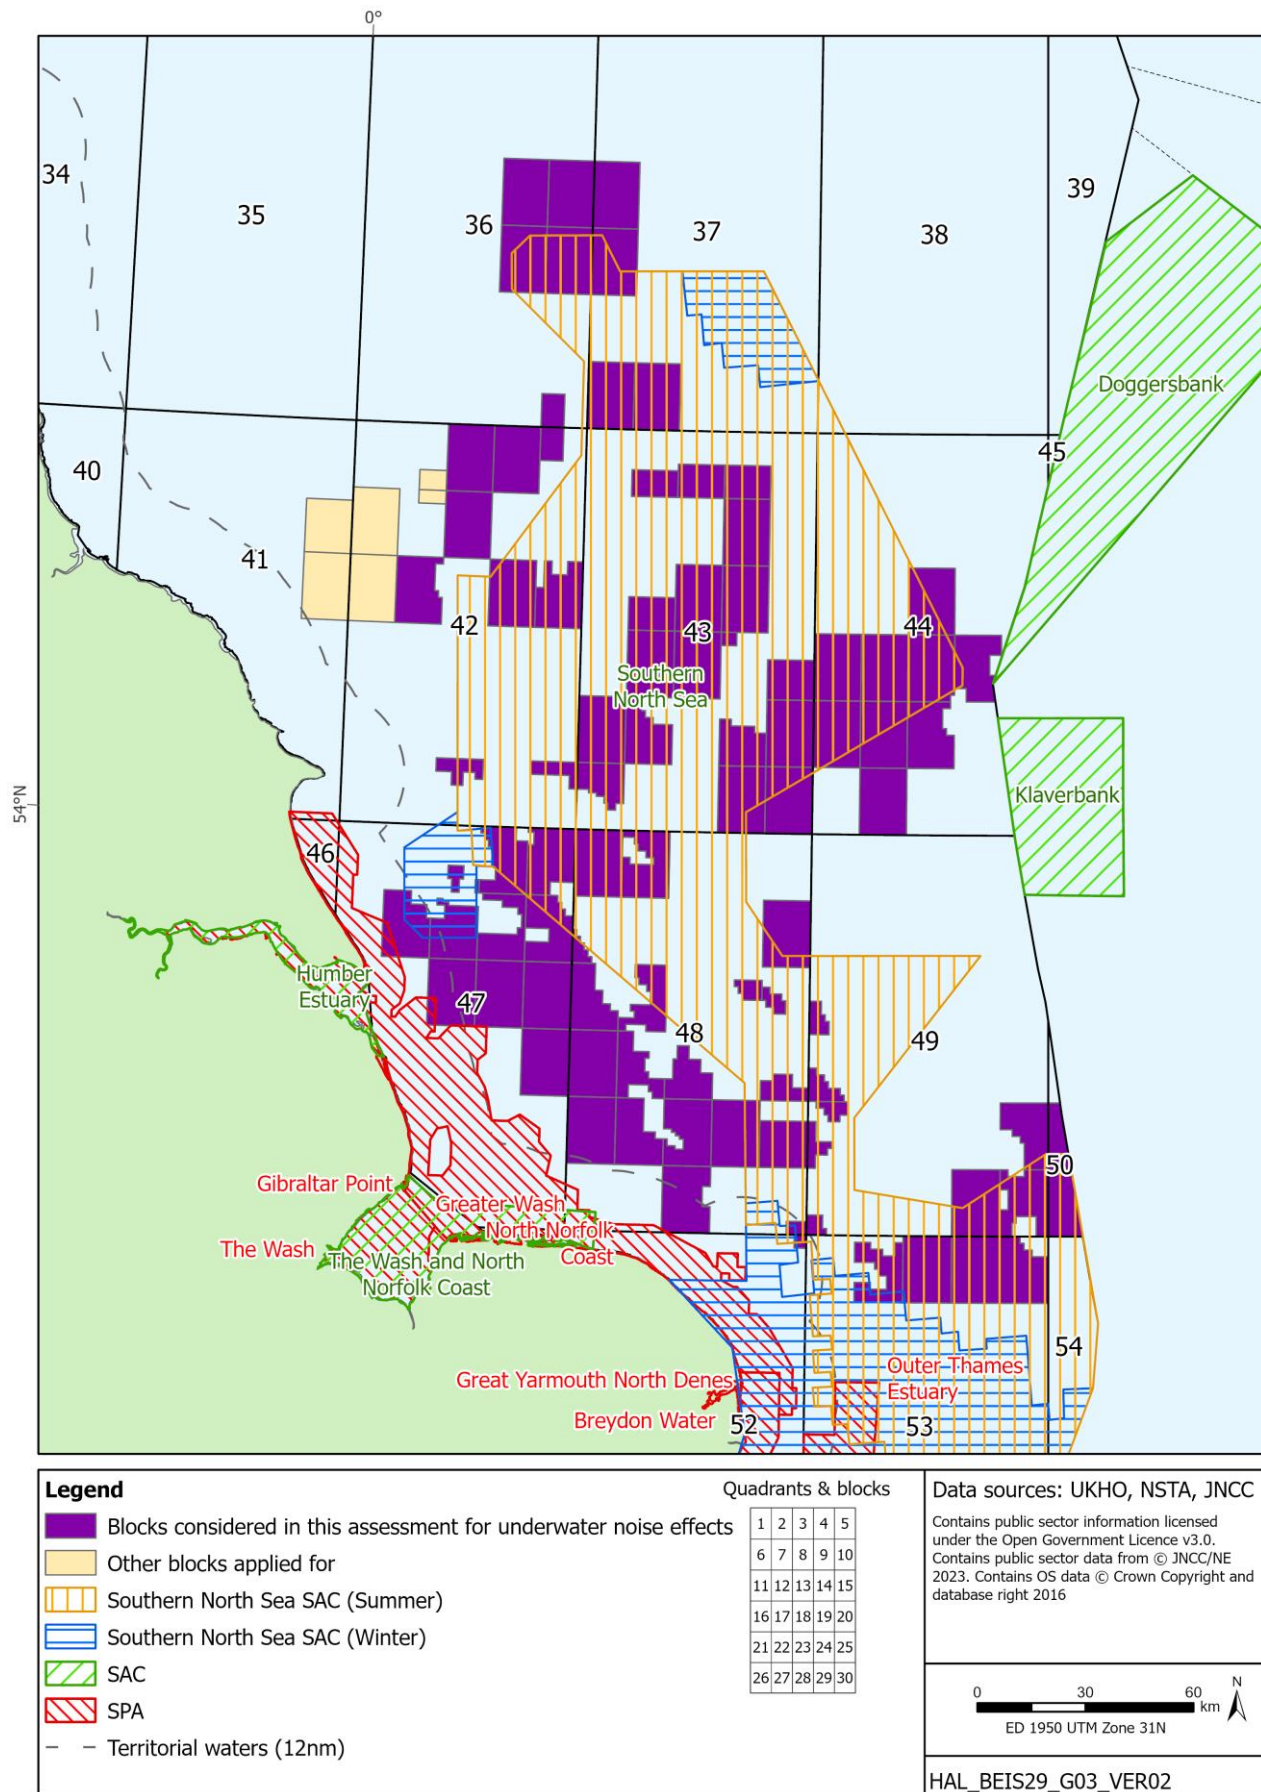 0°
54°N
34
35
36
37
38
39
Doggersbank
40
41
42
43
44
45
Southern
North Sea
Klaverbank
46
Humber
Estuary
47
48
49
50
Gibraltar Point
Greater Wash
North Norfolk
Coast
The Wash
The Wash and North
Norfolk Coast
Great Yarmouth North Denes
Breydon Water
Outer Thames
Estuary
52
53
54
Legend
Blocks considered in this assessment for underwater noise effects
Other blocks applied for
Southern North Sea SAC (Summer)
Southern North Sea SAC (Winter)
SAC
SPA
Territorial waters (12nm)
Quadrants & blocks
1 2 3 4 5
6 7 8 9 10
11 12 13 14 15
16 17 18 19 20
21 22 23 24 25
26 27 28 29 30
Data sources: UKHO, NSTA, JNCC
Contains public sector information licensed
under the Open Government Licence v3.0.
Contains public sector data from © JNCC/NE
2023. Contains OS data © Crown Copyright and
database right 2016
0 30 60
km
N
ED 1950 UTM Zone 31N
HAL_BEIS29_G03_VER02